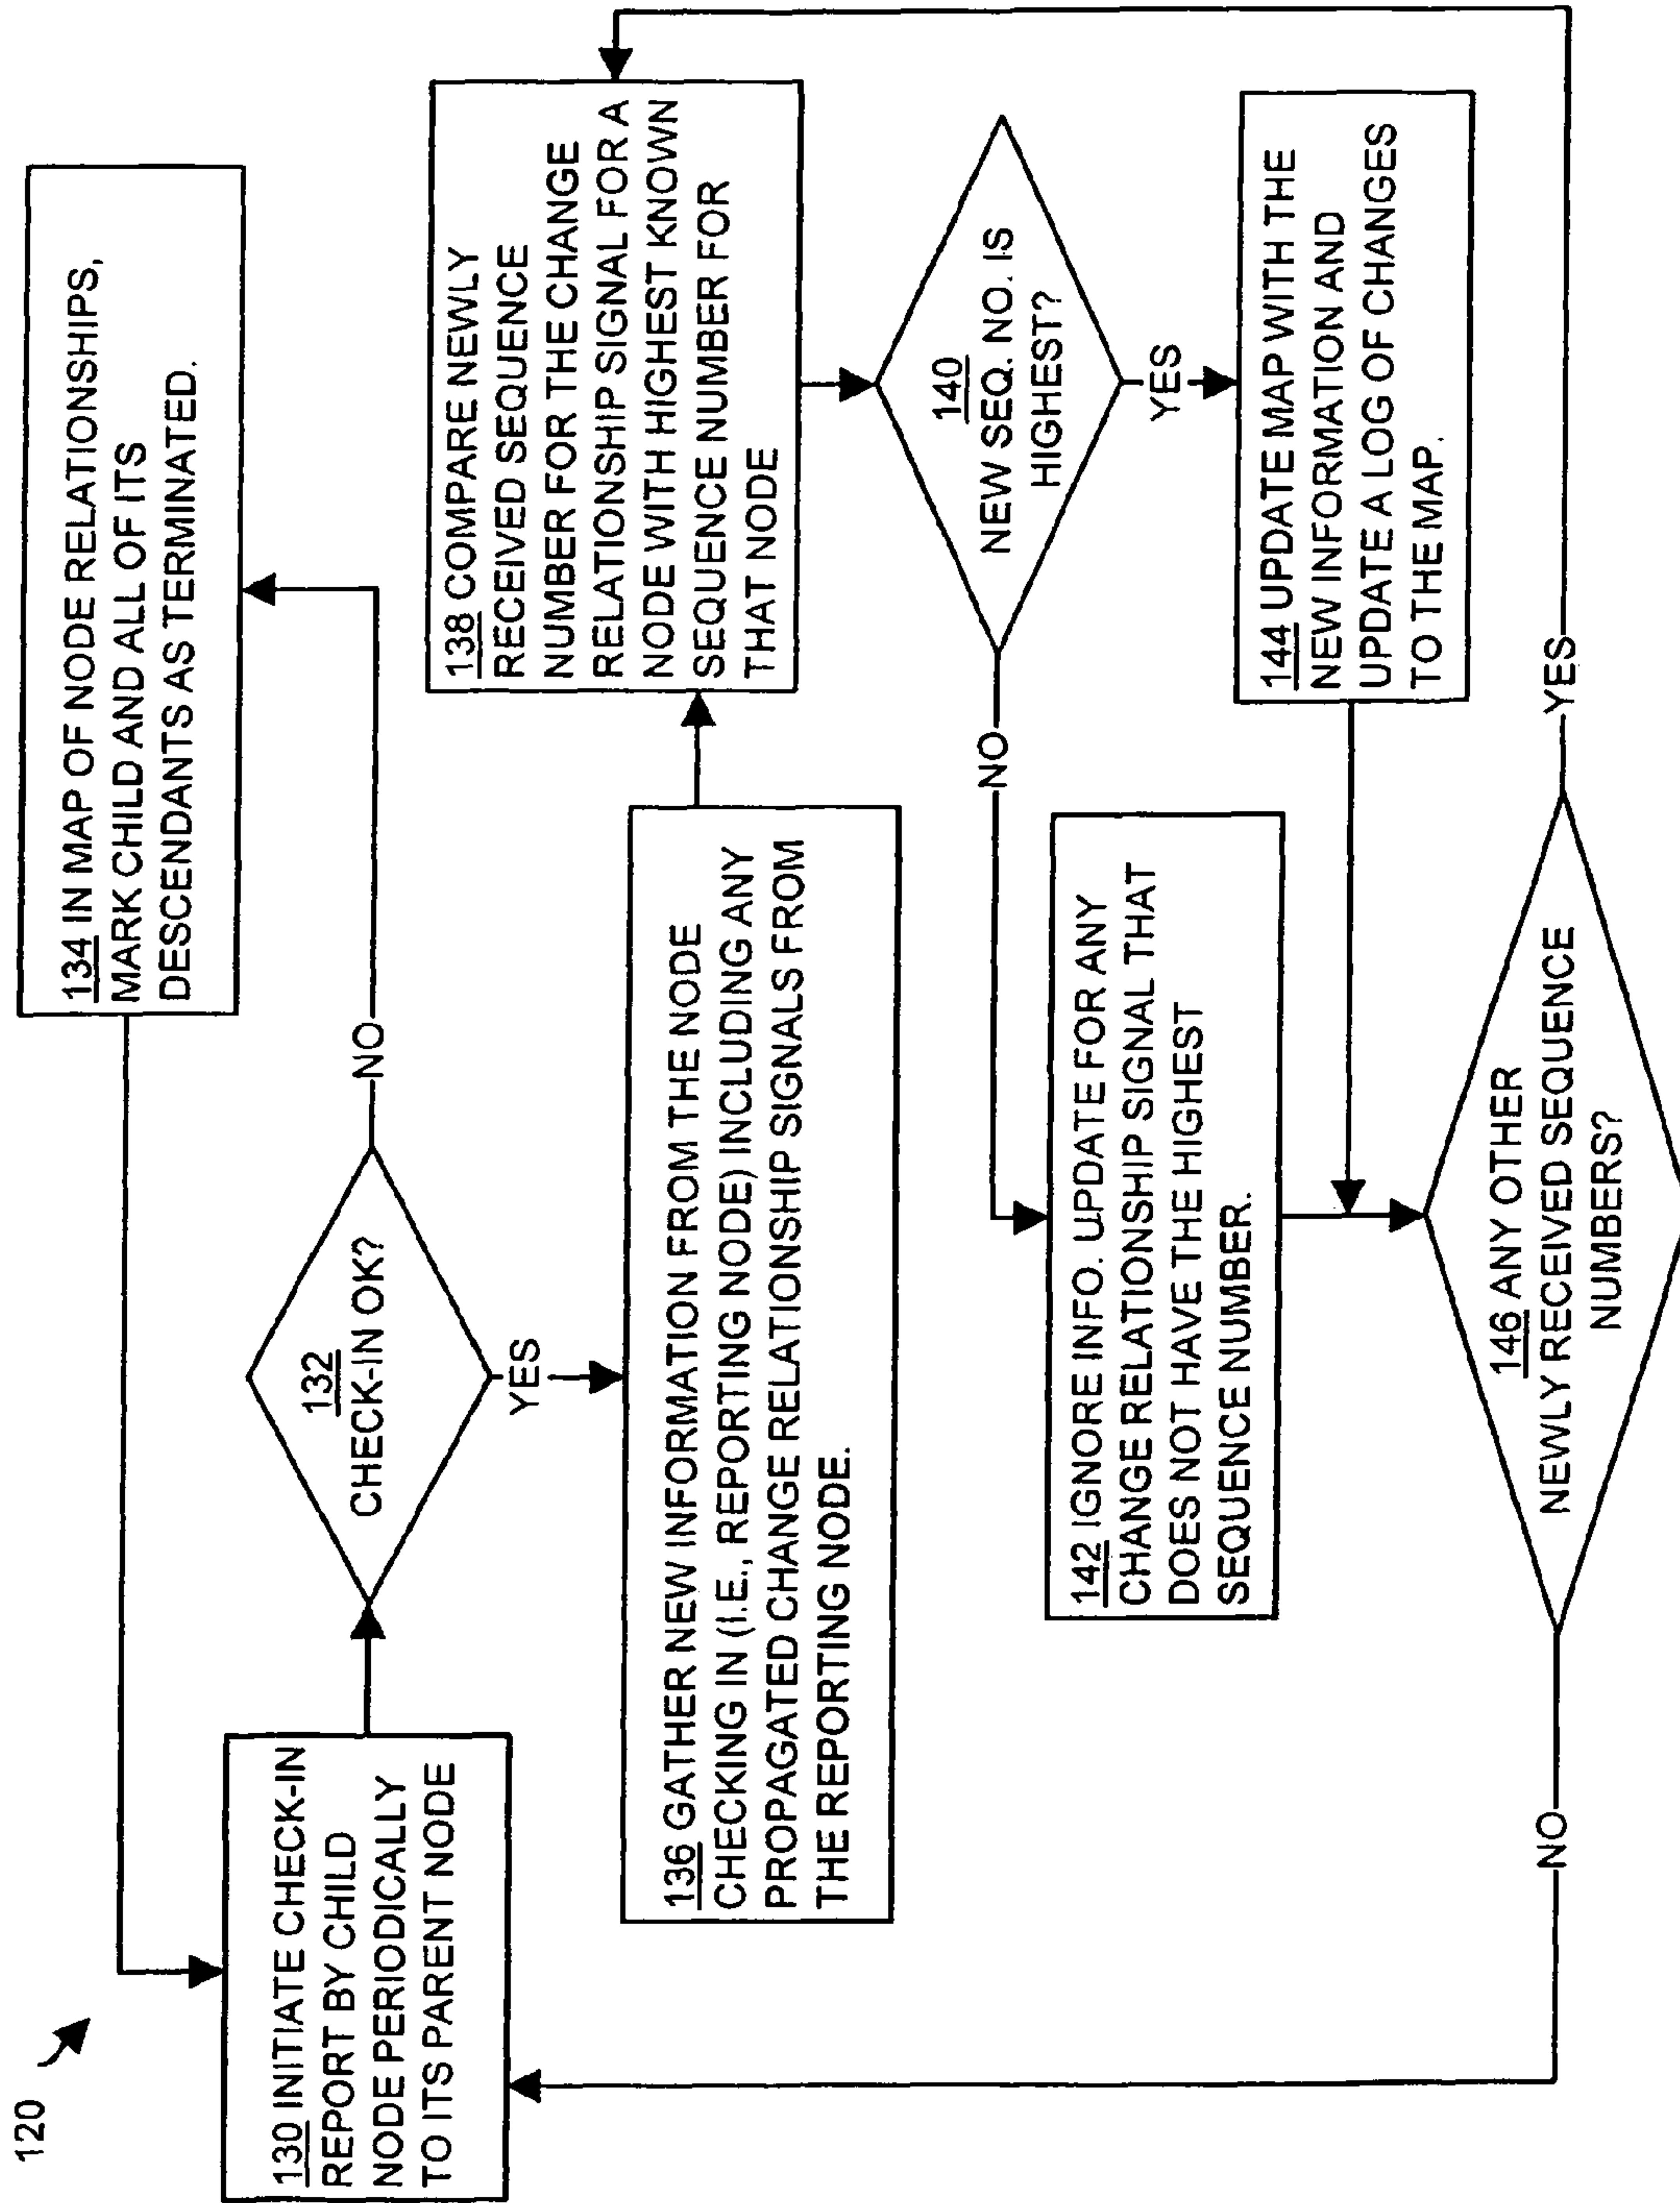 120
130 INITIATE CHECK-IN
REPORT BY CHILD
NODE PERIODICALLY
TO ITS PARENT NODE
132
CHECK-IN OK?
NO
134 IN MAP OF NODE RELATIONSHIPS,
MARK CHILD AND ALL OF ITS
DESCENDANTS AS TERMINATED.
YES
136 GATHER NEW INFORMATION FROM THE NODE
CHECKING IN (I.E., REPORTING NODE) INCLUDING ANY
PROPAGATED CHANGE RELATIONSHIP SIGNALS FROM
THE REPORTING NODE.
138 COMPARE NEWLY
RECEIVED SEQUENCE
NUMBER FOR THE CHANGE
RELATIONSHIP SIGNAL FOR A
NODE WITH HIGHEST KNOWN
SEQUENCE NUMBER FOR
THAT NODE
140
NEW SEQ. NO. IS
HIGHEST?
NO
YES
142 IGNORE INFO. UPDATE FOR ANY
CHANGE RELATIONSHIP SIGNAL THAT
DOES NOT HAVE THE HIGHEST
SEQUENCE NUMBER.
144 UPDATE MAP WITH THE
NEW INFORMATION AND
UPDATE A LOG OF CHANGES
TO THE MAP.
146 ANY OTHER
NEWLY RECEIVED SEQUENCE
NUMBERS?
NO
YES